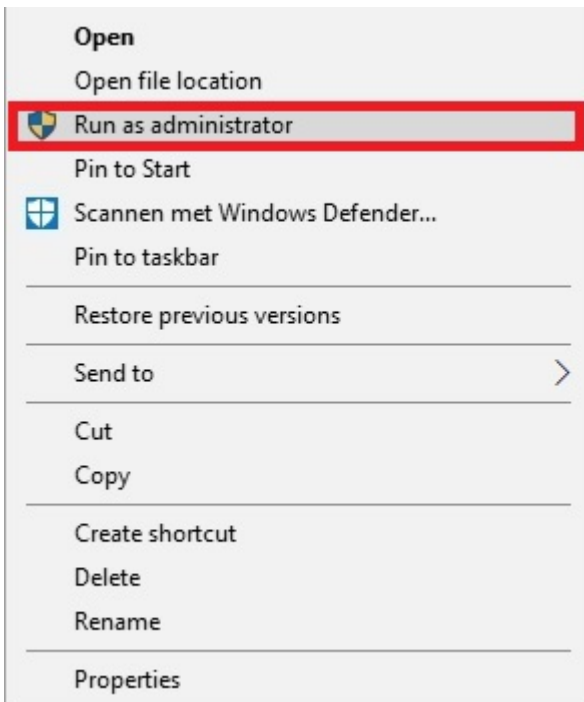 Open
Open file location
Run as administrator
Pin to Start
Scannen met Windows Defender...
Pin to taskbar
Restore previous versions
Send to
Cut
Copy
Create shortcut
Delete
Rename
Properties